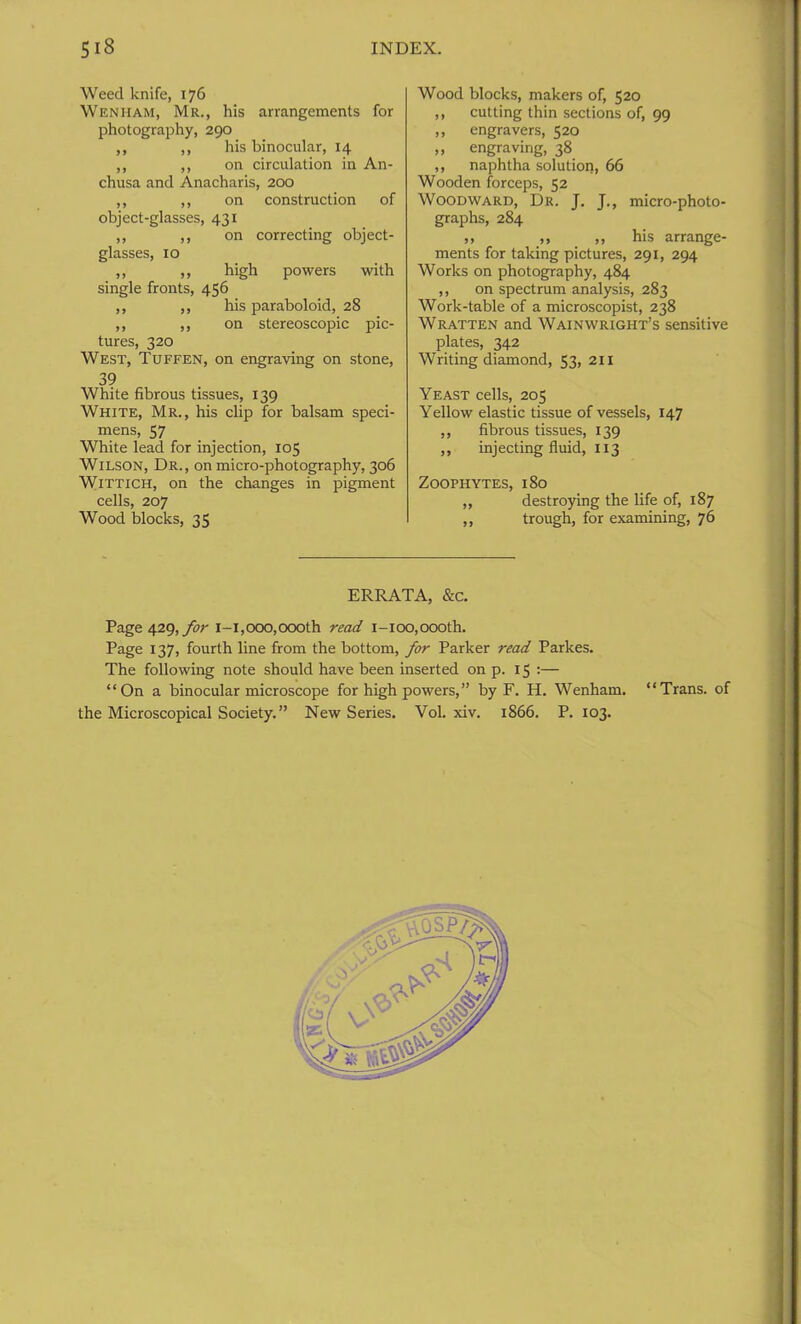 518
INDEX.
Weed knife, 176
WENHAM, MR., his arrangements for
photography, 290
,, ,, his binocular, 14
,, ,, on circulation in An-
chusa and Anacharis, 200
,, ,, on construction of
object-glasses, 431
,, ,, on correcting object-
glasses, 10
,, ,, high powers with
single fronts, 456
,, ,, his paraboloid, 28
,, ,, on stereoscopic pic-
tures, 320
WEST, TUFFEN, on engraving on stone,
39
White fibrous tissues, 139
WHITE, MR., his clip for balsam speci-
mens, 57
White lead for injection, 105
WILSON, DR., on micro-photography, 306
WITTICH, on the changes in pigment
cells, 207
Wood blocks, 35
Wood blocks, makers of, 520
,, cutting thin sections of, 99
,, engravers, 520
,, engraving, 38
,, naphtha solution, 66
Wooden forceps, 52
WOODWARD, DR. J. J., micro-photo-
graphs, 284
,, ,, ,, his arrange-
ments for taking pictures, 291, 294
Works on photography, 484
,, on spectrum analysis, 283
Work-table of a microscopist, 238
WRATTEN and WAINWRIGHT'S sensitive
plates, 342
Writing diamond, 53, 211
YEAST cells, 205
Yellow elastic tissue of vessels, 147
,, fibrous tissues, 139
,, injecting fluid, 113
ZOOPHYTES, 180
,, destroying the life of, 187
,, trough, for examining, 76
ERRATA, &c.
Page 429, for 1-1,000,000th read 1-100,000th.
Page 137, fourth line from the bottom, for Parker read Parkes.
The following note should have been inserted on p. 15 :—
"On a binocular microscope for high powers," by F. H. Wenham. "Trans. of
the Microscopical Society." New Series. Vol. xiv. 1866. P. 103.
COLLEGE HOSPITAL
LIBRARY
MEDICAL SCHOOL